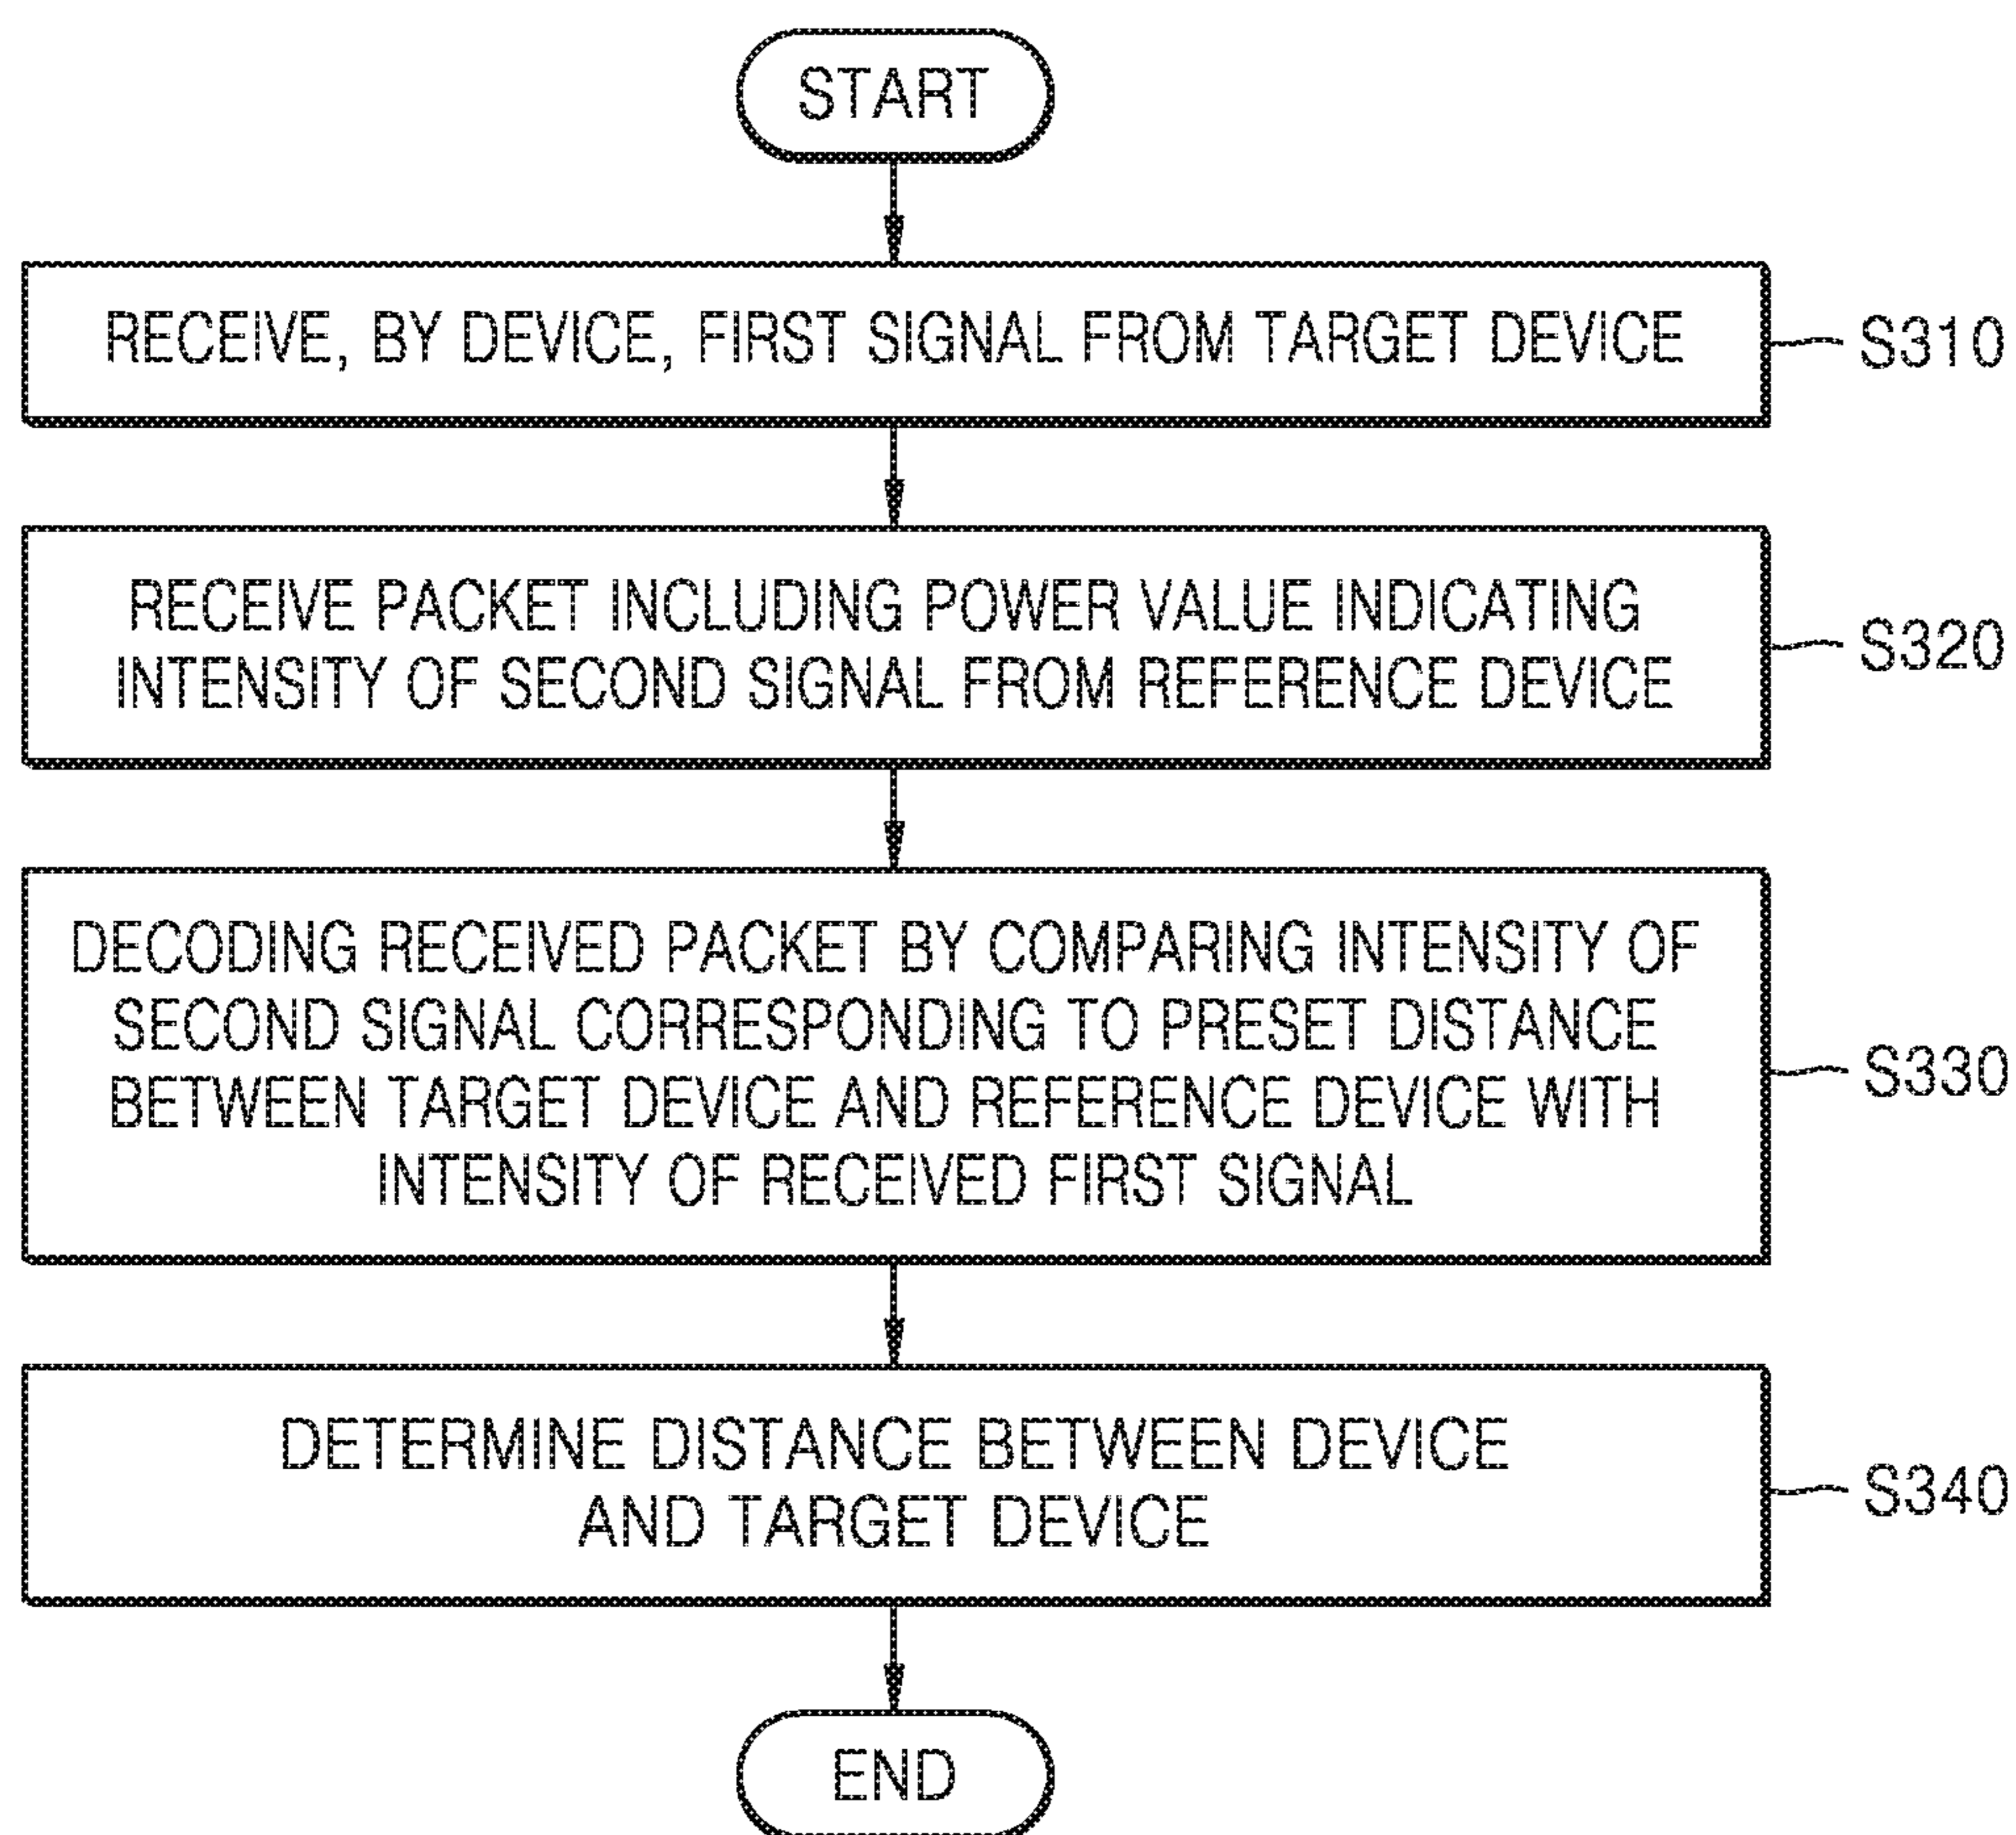 START
RECEIVE, BY DEVICE, FIRST SIGNAL FROM TARGET DEVICE
S310
RECEIVE PACKET INCLUDING POWER VALUE INDICATING
INTENSITY OF SECOND SIGNAL FROM REFERENCE DEVICE
S320
DECODING RECEIVED PACKET BY COMPARING INTENSITY OF
SECOND SIGNAL CORRESPONDING TO PRESET DISTANCE
BETWEEN TARGET DEVICE AND REFERENCE DEVICE WITH
INTENSITY OF RECEIVED FIRST SIGNAL
S330
DETERMINE DISTANCE BETWEEN DEVICE
AND TARGET DEVICE
S340
END